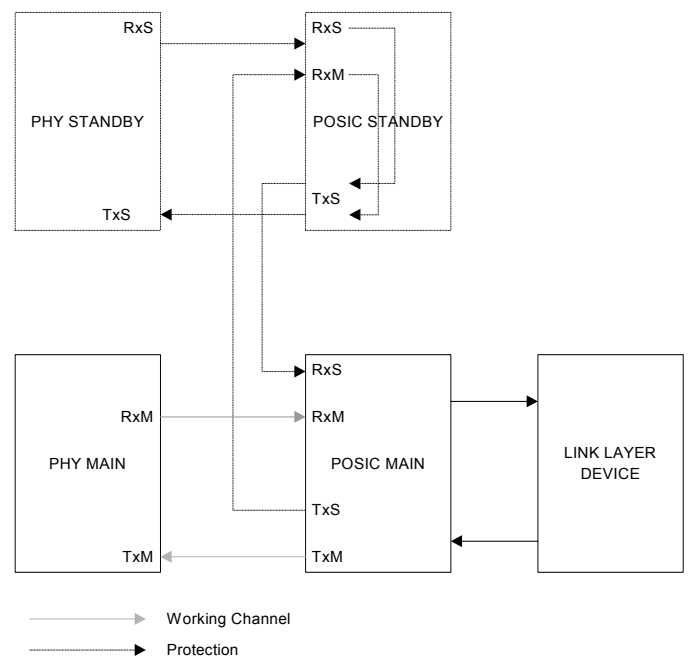 RxS
RxS
RxM
PHY STANDBY
POSIC STANDBY
TxS
TxS
RxS
RxM
RxM
PHY MAIN
POSIC MAIN
LINK LAYER
DEVICE
TxS
TxM
TxM
Working Channel
Protection